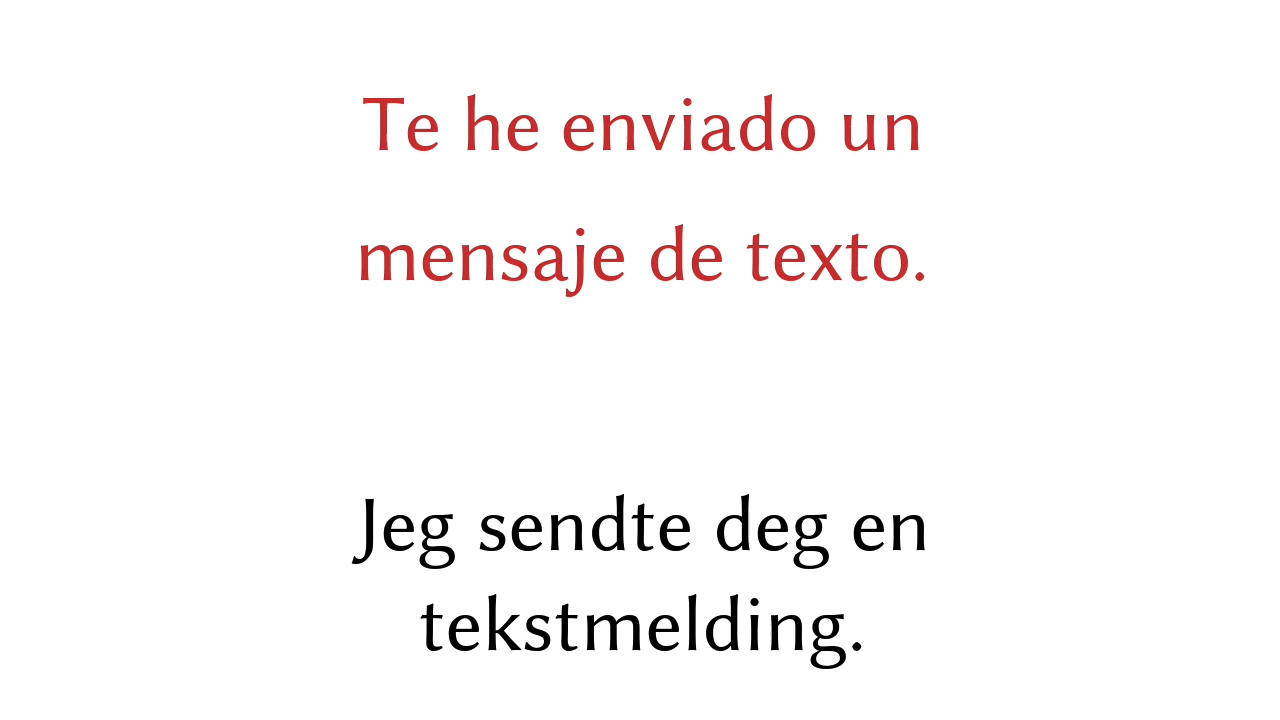 Te he enviado un
mensaje de texto.
Jeg sendte deg en
tekstmelding.